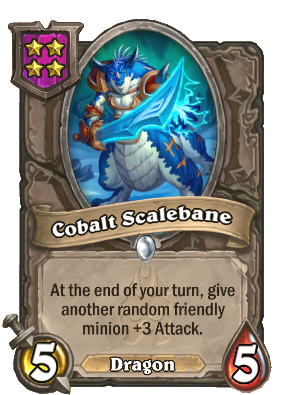 Cobalt Scalebane
At the end of your turn, give
another random friendly
minion +3 Attack.
5
Dragon
5